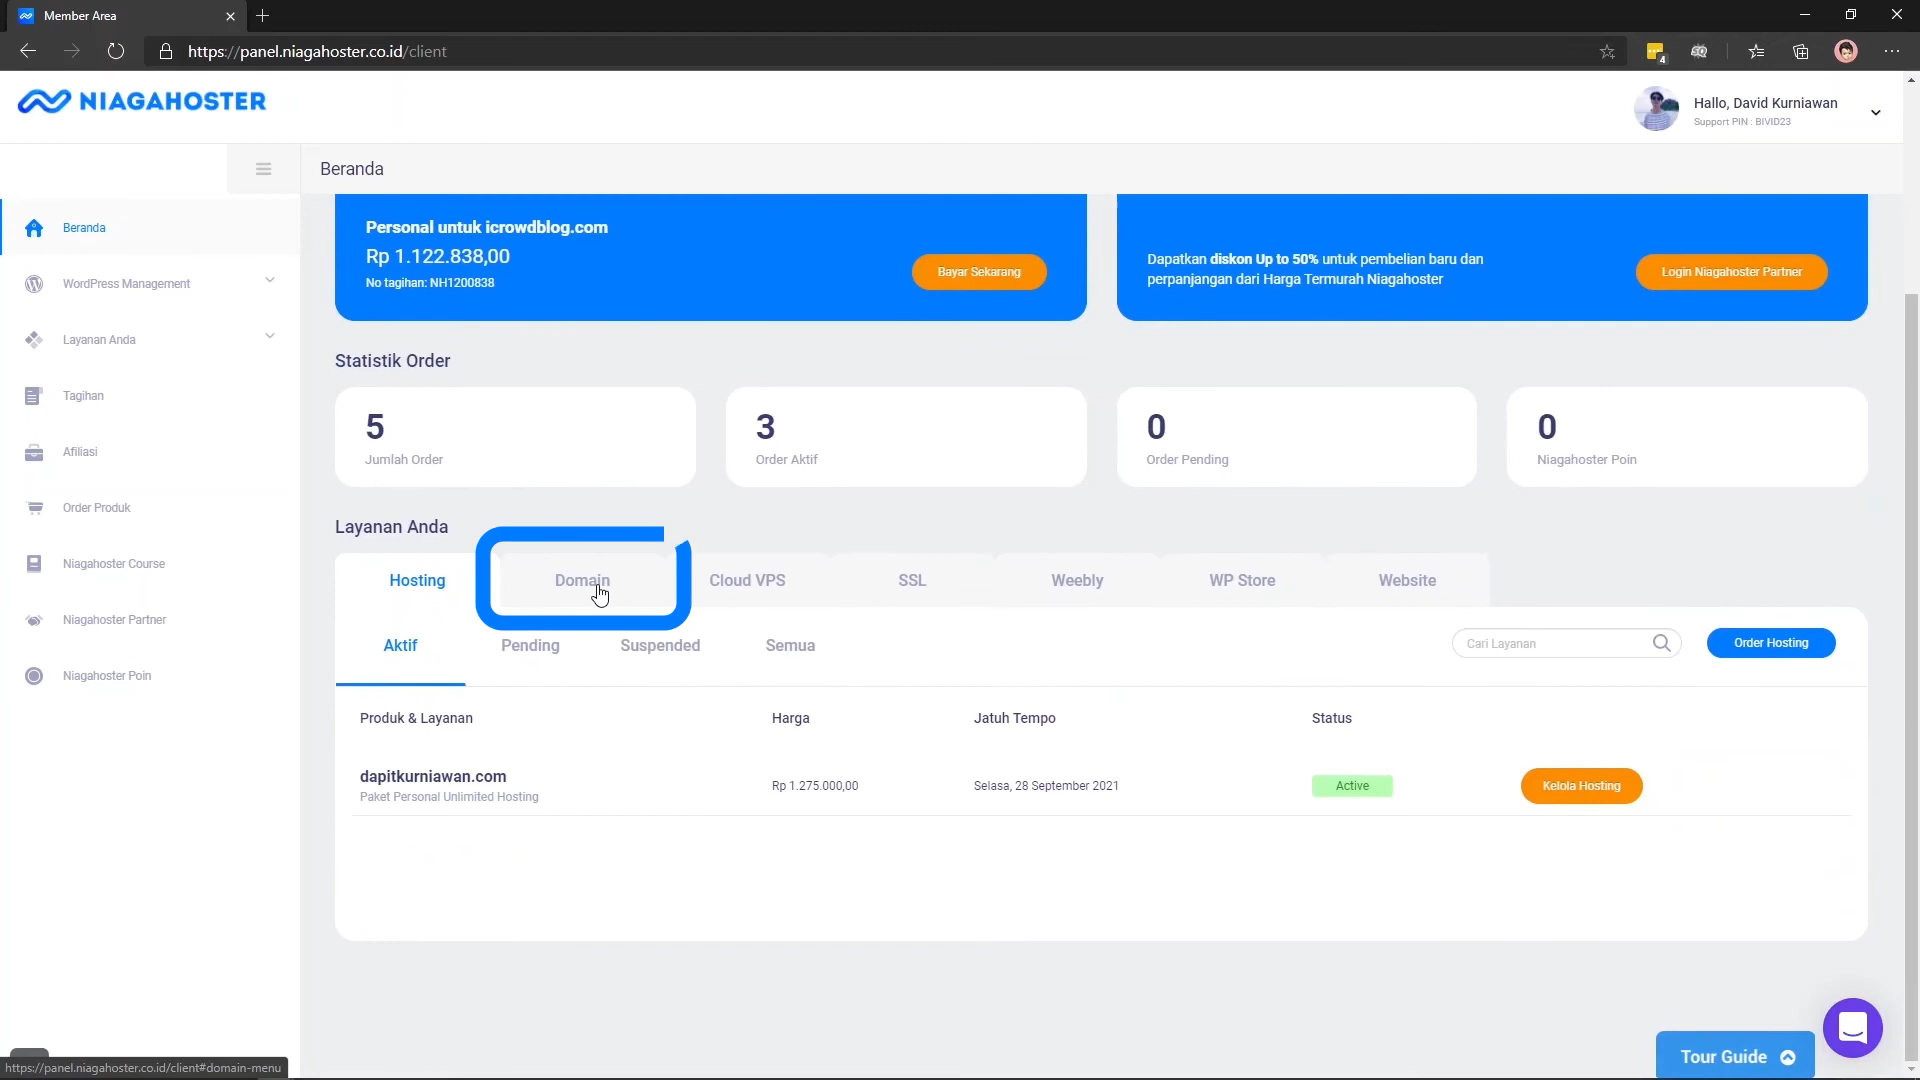 Member Area
https://panel.niagahoster.co.id/client
4
NIAGAHOSTER
Hallo, David Kurniawan
Support PIN : BIVID23
Beranda
Beranda
WordPress Management
Layanan Anda
Tagihan
Afiliasi
Order Produk
Niagahoster Course
Niagahoster Partner
Niagahoster Poin
Personal untuk icrowdblog.com
Rp 1.122.838,00
No tagihan: NH1200838
Bayar Sekarang
Dapatkan diskon Up to 50% untuk pembelian baru dan
perpanjangan dari Harga Termurah Niagahoster
Login Niagahoster Partner
Statistik Order
5
Jumlah Order
3
Order Aktif
0
Order Pending
0
Niagahoster Poin
Layanan Anda
Hosting
Domain
Cloud VPS
SSL
Weebly
WP Store
Website
Aktif
Pending
Suspended
Semua
Cari Layanan
Order Hosting
Produk & Layanan
Harga
Jatuh Tempo
Status
dapitkurniawan.com
Paket Personal Unlimited Hosting
Rp 1.275.000,00
Selasa, 28 September 2021
Active
Kelola Hosting
Tour Guide
https://panel.niagahoster.co.id/client#domain-menu